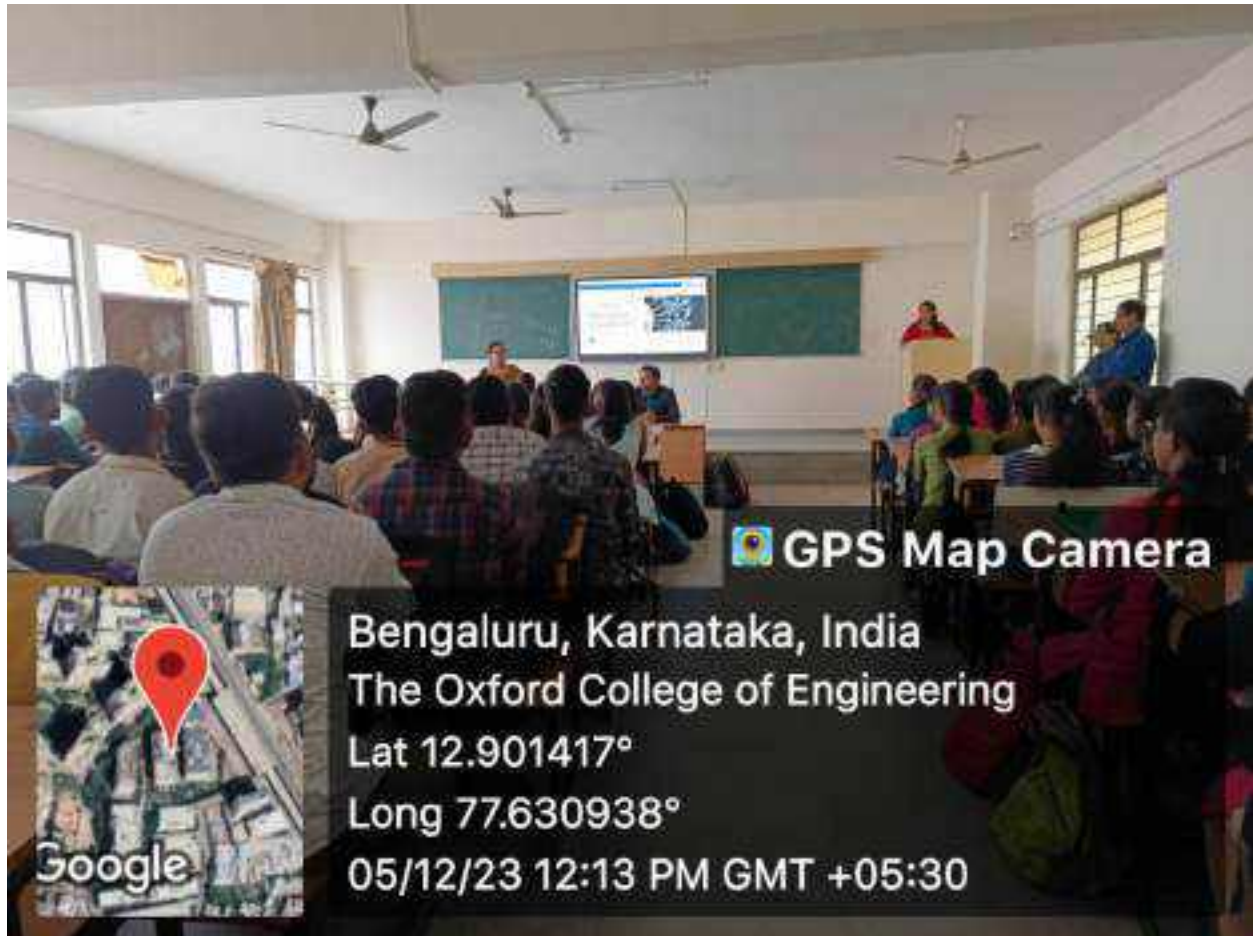 GPS Map Camera
Bengaluru, Karnataka, India
The Oxford College of Engineering
Lat 12.901417°
Long 77.630938°
05/12/23 12:13 PM GMT +05:30
Google